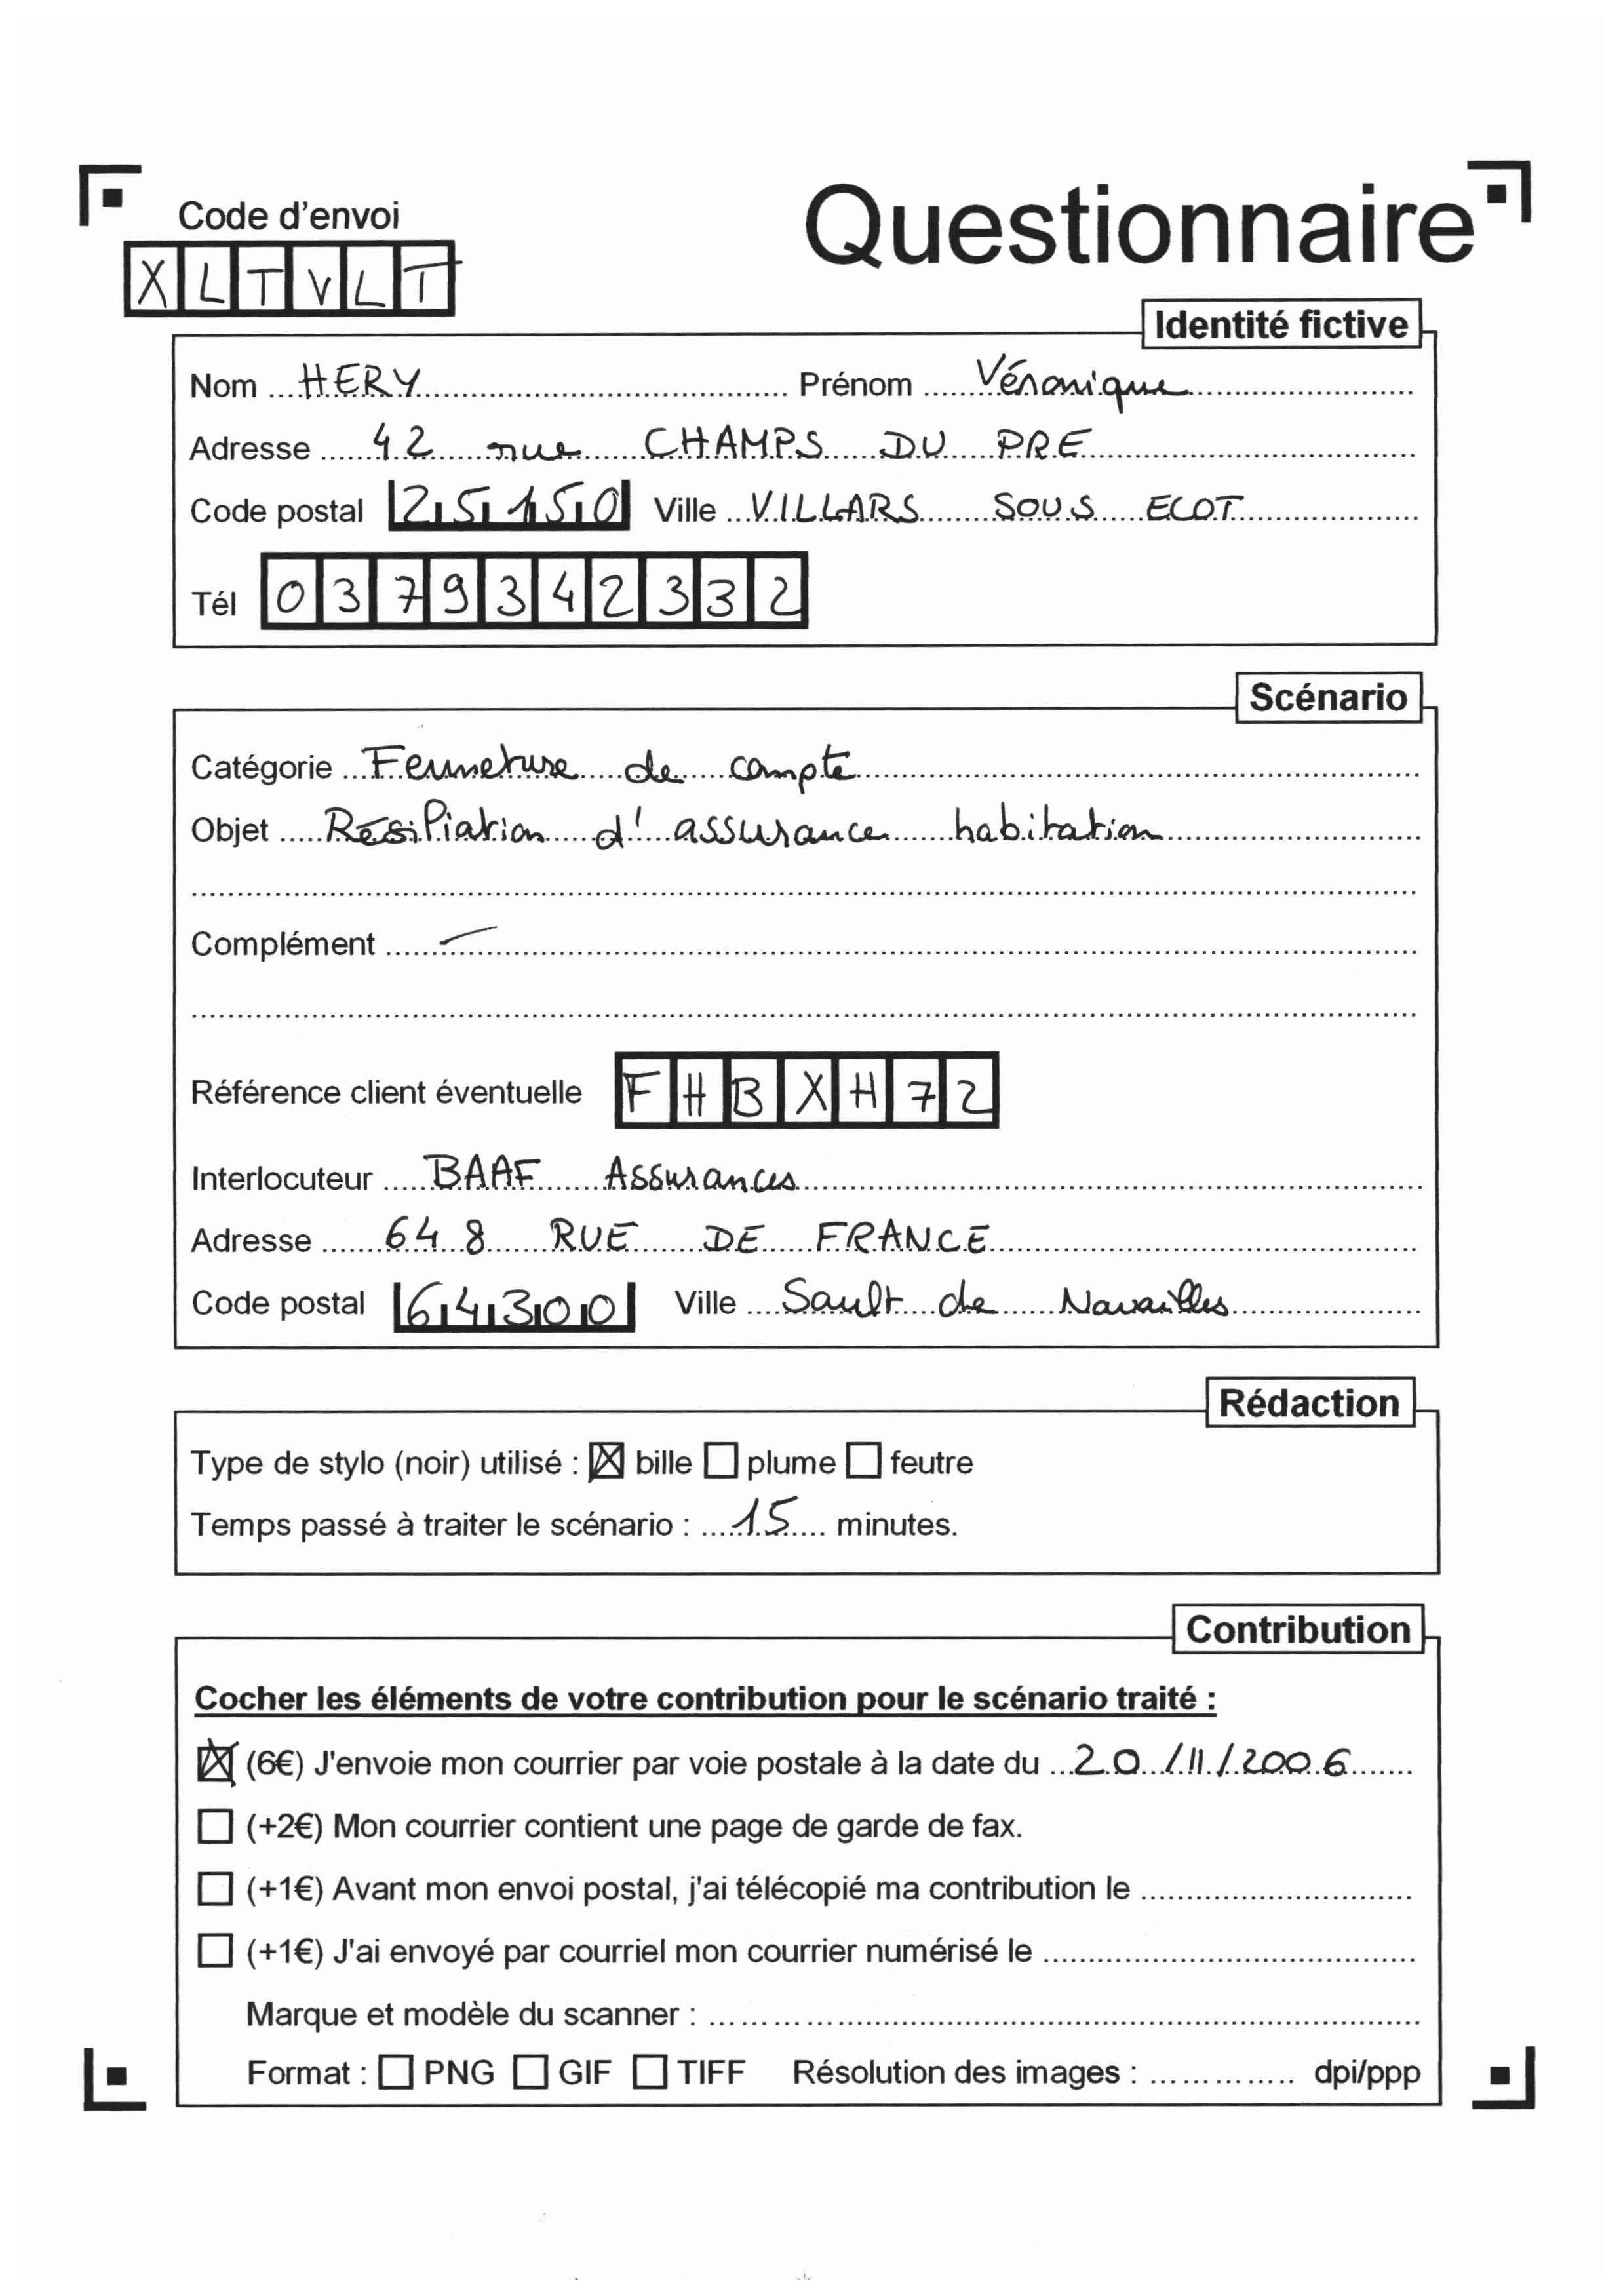 Questionnaire
Code d'envoi
XLTVLT
Identité fictive
Nom HERY Prénom Véronique
Adresse 42 rue CHAMPS DU PRE
Code postal 25150 Ville VILLARS SOUS ECOT
Tél 0379342332
Scénario
Catégorie Fermeture de compte
Objet Résiliation d'assurance habitation
Complément —
Référence client éventuelle FHBXH72
Interlocuteur BAAF Assurances
Adresse 648 RUE DE FRANCE
Code postal 64300 Ville Sault de Navailles
Rédaction
Type de stylo (noir) utilisé : ☒ bille ☐ plume ☐ feutre
Temps passé à traiter le scénario : 15 minutes.
Contribution
Cocher les éléments de votre contribution pour le scénario traité :
☒ (6€) J'envoie mon courrier par voie postale à la date du 20/11/2006
☐ (+2€) Mon courrier contient une page de garde de fax.
☐ (+1€) Avant mon envoi postal, j'ai télécopié ma contribution le
☐ (+1€) J'ai envoyé par courriel mon courrier numérisé le
Marque et modèle du scanner :
Format : ☐ PNG ☐ GIF ☐ TIFF Résolution des images : dpi/ppp